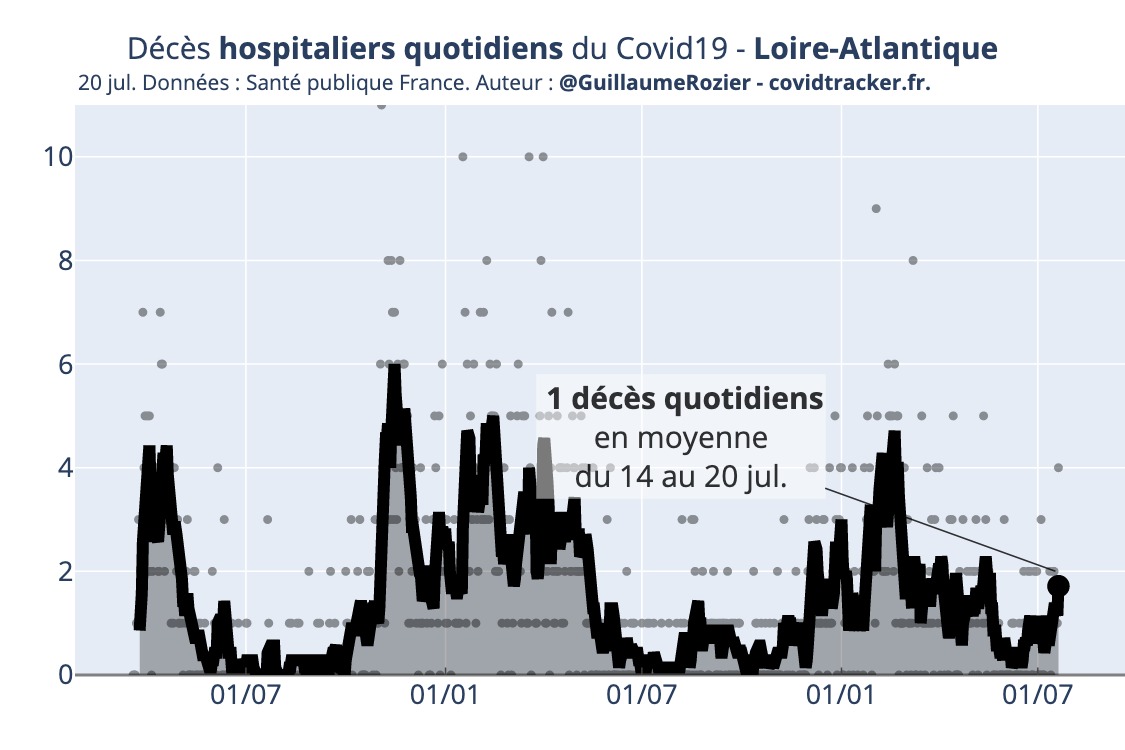 Décès hospitaliers quotidiens du Covid19 - Loire-Atlantique
20 jul. Données : Santé publique France. Auteur : @GuillaumeRozier - covidtracker.fr.
10
8
6
4
2
0
1 décès quotidiens
en moyenne
du 14 au 20 jul.
01/07 01/01 01/07 01/01 01/07